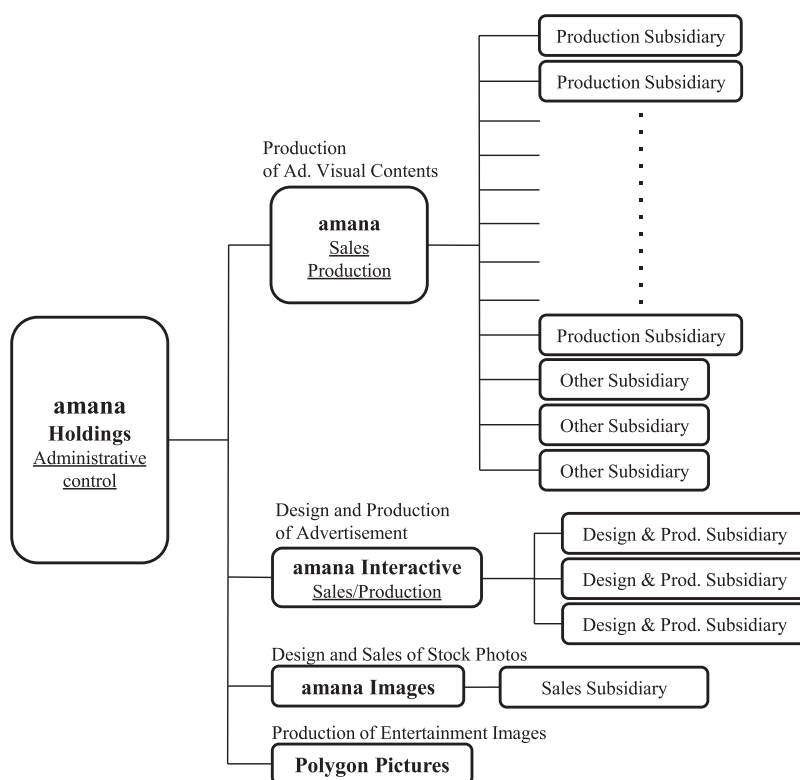 Production Subsidiary
Production Subsidiary
Production
of Ad. Visual Contents
amana
Sales
Production
Production Subsidiary
Other Subsidiary
Other Subsidiary
Other Subsidiary
amana
Holdings
Administrative
control
Design and Production
of Advertisement
amana Interactive
Sales/Production
Design & Prod. Subsidiary
Design & Prod. Subsidiary
Design & Prod. Subsidiary
Design and Sales of Stock Photos
amana Images
Sales Subsidiary
Production of Entertainment Images
Polygon Pictures